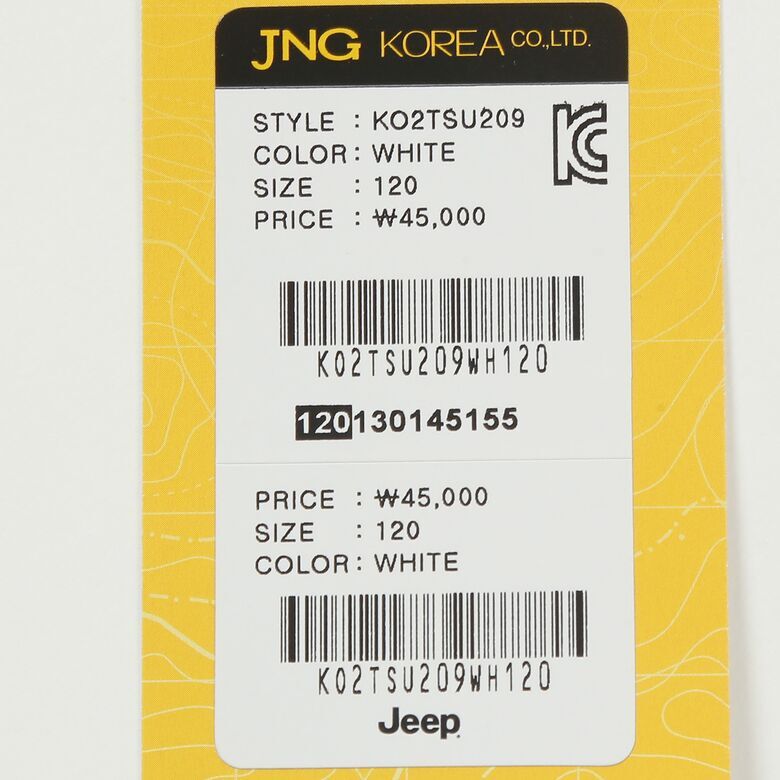 JNG KOREA CO.,LTD.
STYLE : KO2TSU209
COLOR : WHITE
SIZE : 120
PRICE : ₩45,000
KC
K02TSU209WH120
120130145155
PRICE : ₩45,000
SIZE : 120
COLOR : WHITE
K02TSU209WH120
Jeep